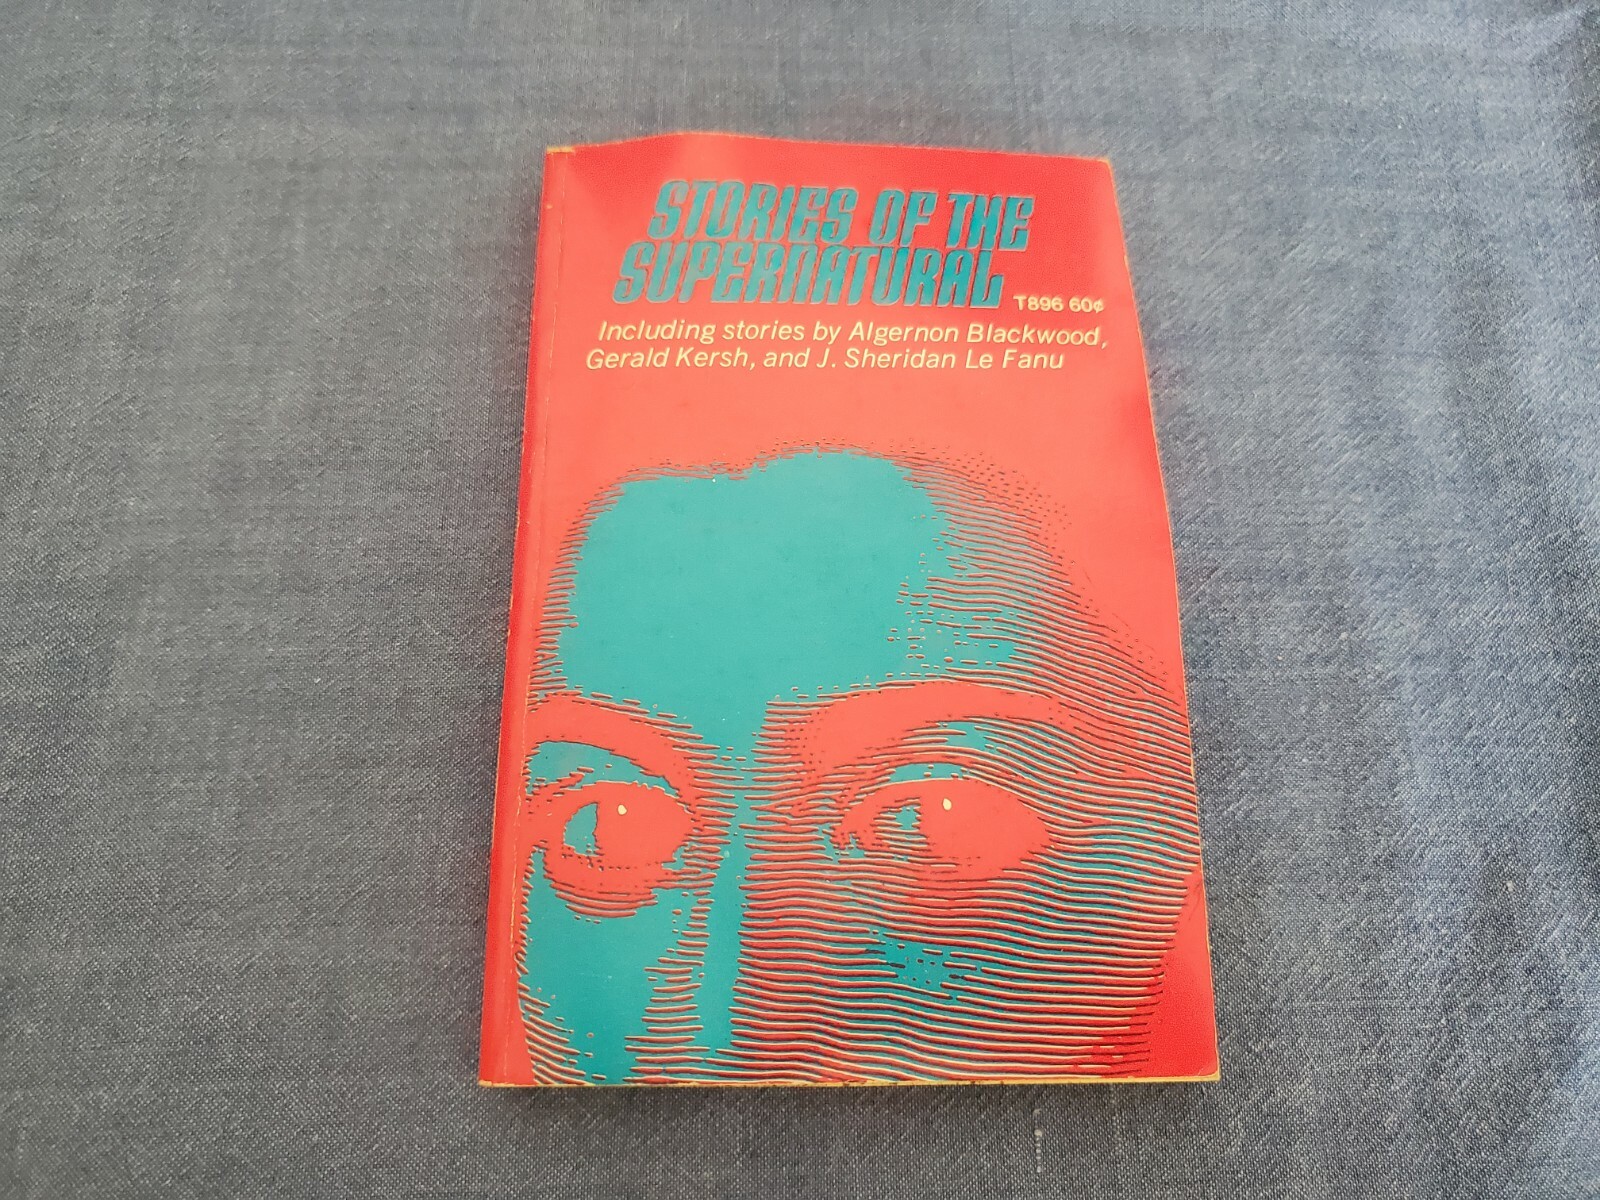 STORIES OF THE
SUPERNATURAL
T896 60¢
Including stories by Algernon Blackwood,
Gerald Kersh, and J. Sheridan Le Fanu